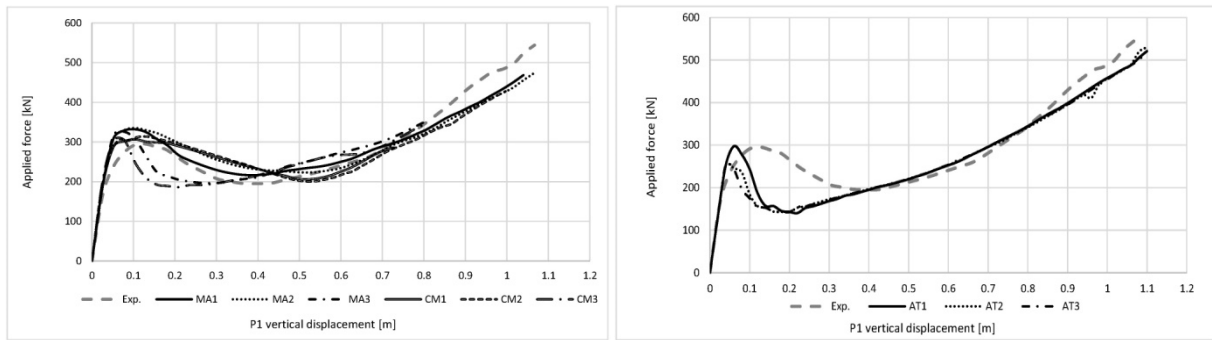 600
500
400
300
200
100
0
Applied force [kN]
0 0.1 0.2 0.3 0.4 0.5 0.6 0.7 0.8 0.9 1 1.1 1.2
Exp. MA1 MA2 MA3 CM1 CM2 CM3
P1 vertical displacement [m]
600
500
400
300
200
100
0
Applied force [kN]
0 0.1 0.2 0.3 0.4 0.5 0.6 0.7 0.8 0.9 1 1.1 1.2
Exp. AT1 AT2 AT3
P1 vertical displacement [m]